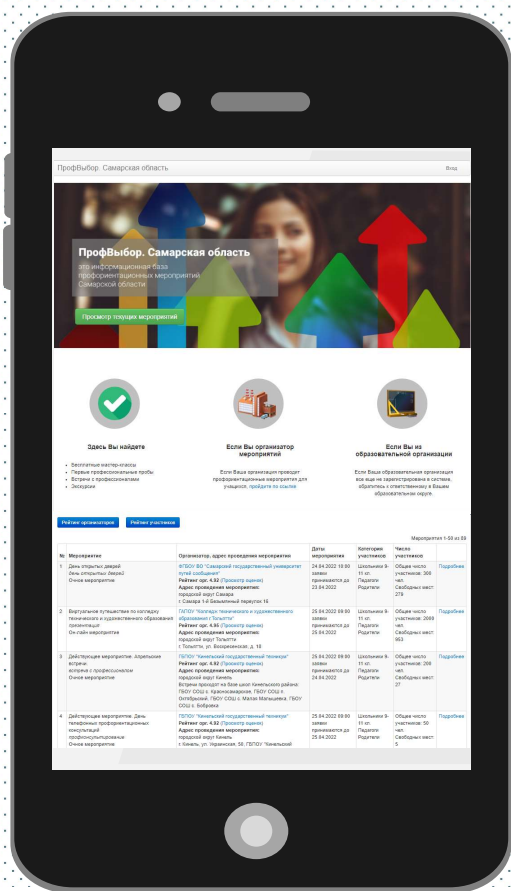 ПрофВыбор. Самарская область
Вход
ПрофВыбор. Самарская область
это информационная база
профориентационных мероприятий
Самарской области
Просмотр текущих мероприятий
Здесь Вы найдете
Бесплатные мастер-классы
Первые профессиональные пробы
Встречи с профессионалами
Экскурсии
Если Вы организатор
мероприятий
Если Ваша организация проводит
профориентационные мероприятия для
учащихся, пройдите по ссылке
Если Вы из
образовательной организации
Если Ваша образовательная организация
все еще не зарегистрирована в системе,
обратитесь к ответственному в Вашем
образовательном округе.
Рейтинг организаторов
Рейтинг участников
Мероприятия 1-50 из 89
№
Мероприятие
Организатор, адрес проведения мероприятия
Даты
мероприятия
Категория
участников
Число
участников
1
День открытых дверей
день открытых дверей
Очное мероприятие
ФГБОУ ВО "Самарский государственный университет
путей сообщения"
Рейтинг орг. 4.92 (Просмотр оценок)
Адрес проведения мероприятия:
городской округ Самара
г. Самара 1-й Безымянный переулок 16
24.04.2022 10:00
заявки
принимаются до
23.04.2022
Школьники 9-
11 кл.
Педагоги
Родители
Общее число
участников: 300
чел.
Свободных мест:
279
Подробнее
2
Виртуальное путешествие по колледжу
технического и художественного образования
презентация
Он-лайн мероприятие
ГАПОУ "Колледж технического и художественного
образования г.Тольятти"
Рейтинг орг. 4.95 (Просмотр оценок)
Адрес проведения мероприятия:
городской округ Тольятти
г. Тольятти, ул. Воскресенская, д. 18
25.04.2022 09:00
заявки
принимаются до
25.04.2022
Школьники 9-
11 кл.
Педагоги
Родители
Общее число
участников: 2000
чел.
Свободных мест:
963
Подробнее
3
Действующее мероприятие. Апрельские
встречи
встреча с профессионалом
Очное мероприятие
ГБПОУ "Кинельский государственный техникум"
Рейтинг орг. 4.92 (Просмотр оценок)
Адрес проведения мероприятия:
городской округ Кинель
Встречи проходят на базе школ Кинельского района:
ГБОУ СОШ с. Красносамарское, ГБОУ СОШ п.
Октябрьский, ГБОУ СОШ с. Малая Малышевка, ГБОУ
СОШ с. Бобровка
25.04.2022 09:00
заявки
принимаются до
24.04.2022
Школьники 9-
11 кл.
Педагоги
Родители
Общее число
участников: 200
чел.
Свободных мест:
27
Подробнее
4
Действующее мероприятие. День
телефонных профориентационных
консультаций
профконсультирование
Очное мероприятие
ГБПОУ "Кинельский государственный техникум"
Рейтинг орг. 4.92 (Просмотр оценок)
Адрес проведения мероприятия:
городской округ Кинель
г. Кинель, ул. Украинская, 50, ГБПОУ "Кинельский
25.04.2022 09:00
заявки
принимаются до
25.04.2022
Школьники 9-
11 кл.
Педагоги
Родители
Общее число
участников: 50
чел.
Свободных мест:
5
Подробнее